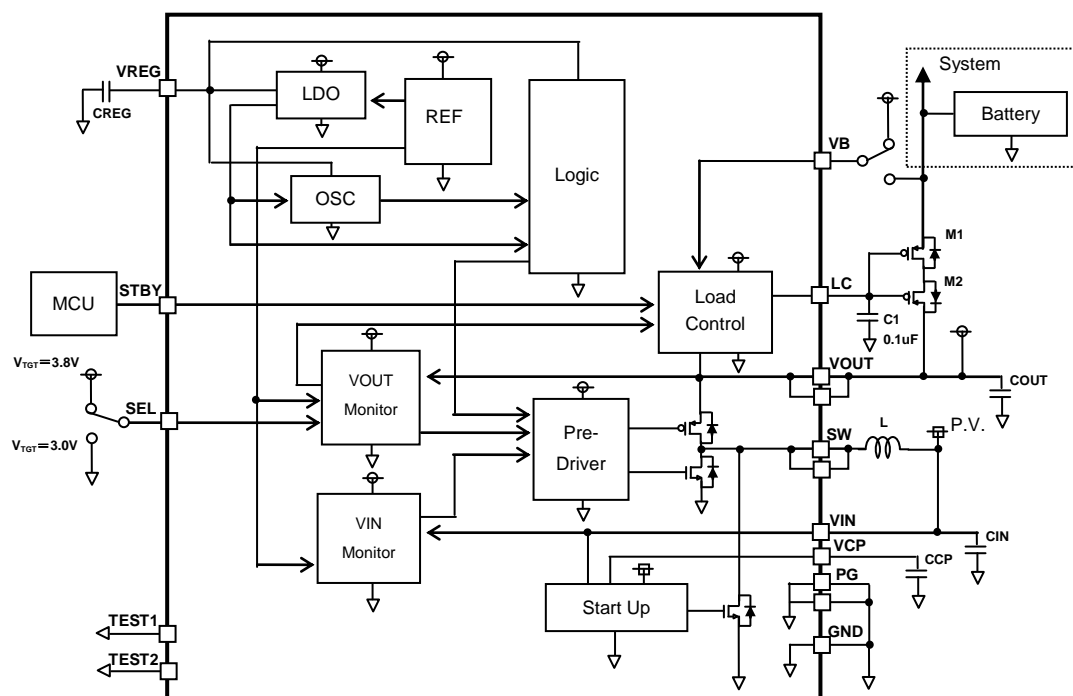 VREG
CREG
LDO
REF
OSC
Logic
System
Battery
VB
M1
M2
LC
C1
0.1uF
MCU
STBY
Load
Control
VTGT=3.8V
SEL
VTGT=3.0V
VOUT
Monitor
VOUT
COUT
Pre-
Driver
SW
L
P.V.
VIN
Monitor
VIN
CIN
VCP
CCP
Start Up
PG
GND
TEST1
TEST2